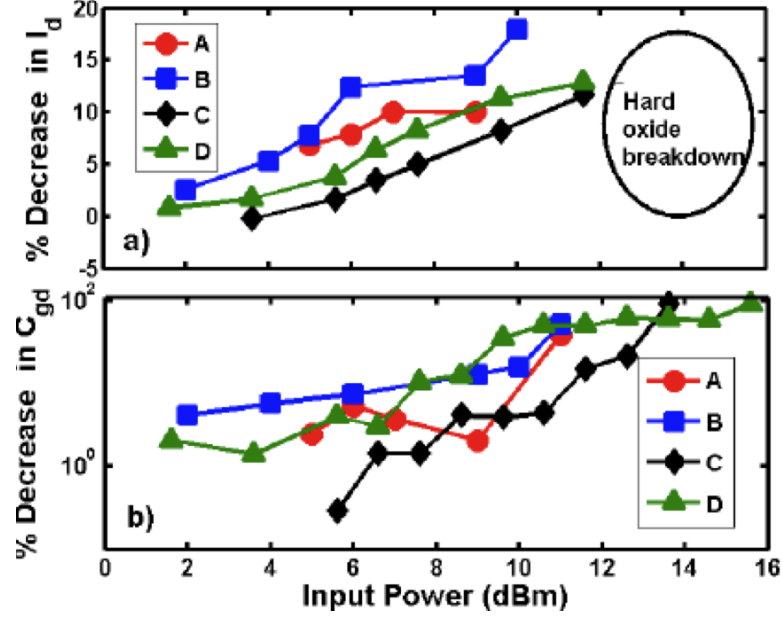 % Decrease in I_d
20
15
10
5
0
-5
A
B
C
D
Hard
oxide
breakdown
a)
% Decrease in C_gd
10^2
10^0
A
B
C
D
b)
0 2 4 6 8 10 12 14 16
Input Power (dBm)